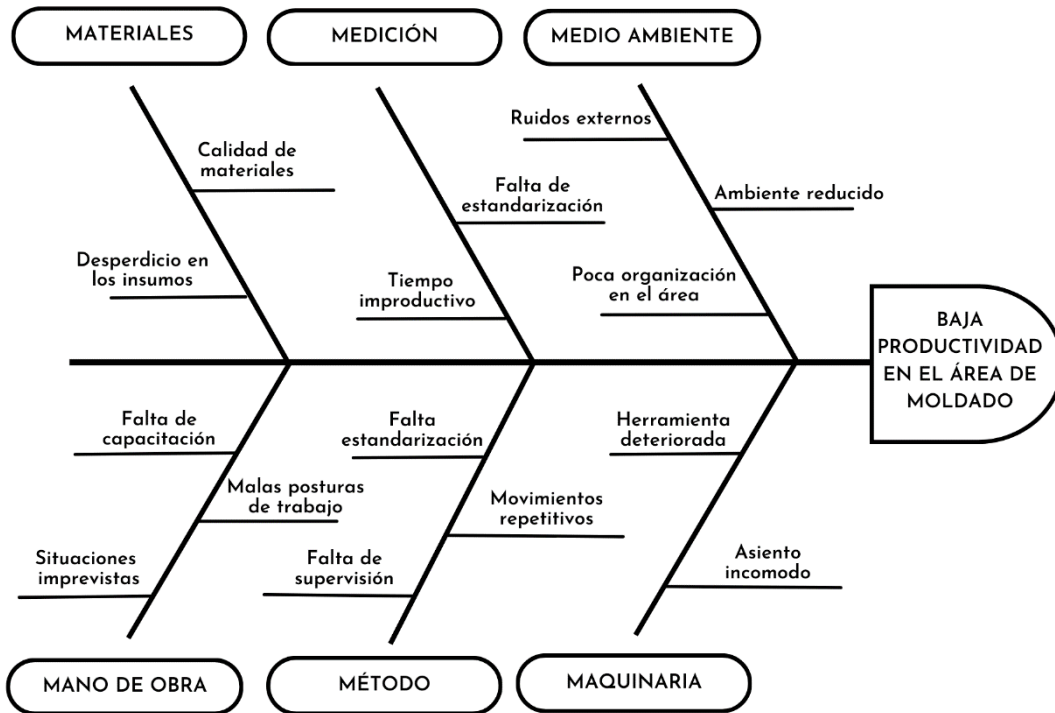 MATERIALES
MEDICIÓN
MEDIO AMBIENTE
Ruidos externos
Calidad de
materiales
Falta de
estandarización
Ambiente reducido
Desperdicio en
los insumos
Tiempo
improductivo
Poca organización
en el área
BAJA
PRODUCTIVIDAD
EN EL ÁREA DE
MOLDADO
Falta de
capacitación
Falta
estandarización
Herramienta
deteriorada
Malas posturas
de trabajo
Movimientos
repetitivos
Situaciones
imprevistas
Falta de
supervisión
Asiento
incomodo
MANO DE OBRA
MÉTODO
MAQUINARIA